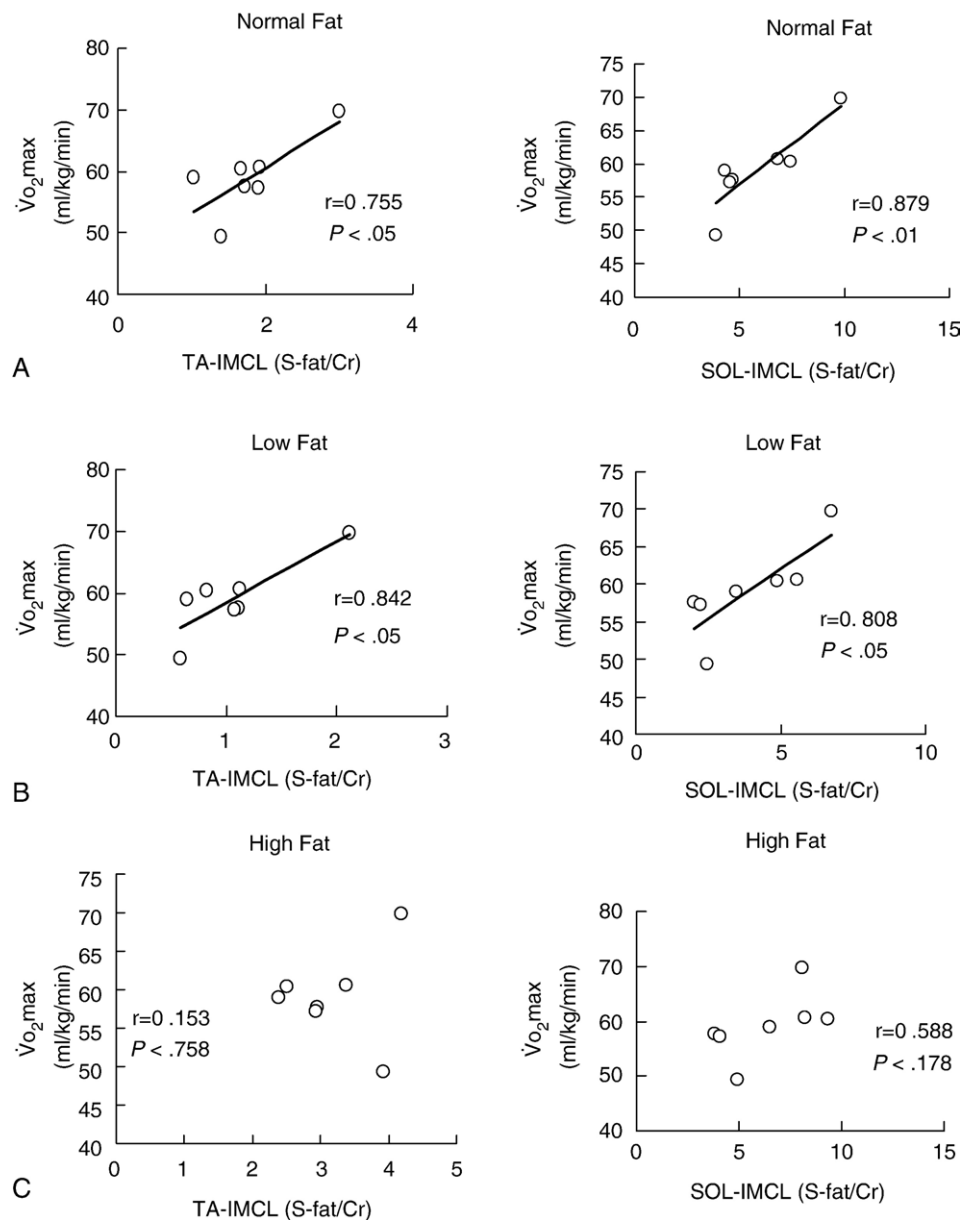 Normal Fat
80
70
60
50
40
V̇o₂max
(ml/kg/min)
r=0 .755
P < .05
0
2
4
TA-IMCL (S-fat/Cr)
A
Normal Fat
75
70
65
60
55
50
45
40
V̇o₂max
(ml/kg/min)
r=0 .879
P < .01
0
5
10
15
SOL-IMCL (S-fat/Cr)
Low Fat
80
70
60
50
40
V̇o₂max
(ml/kg/min)
r=0 .842
P < .05
0
1
2
3
TA-IMCL (S-fat/Cr)
B
Low Fat
75
70
65
60
55
50
45
40
V̇o₂max
(ml/kg/min)
r=0. 808
P < .05
0
5
10
SOL-IMCL (S-fat/Cr)
High Fat
75
70
65
60
55
50
45
40
V̇o₂max
(ml/kg/min)
r=0 .153
P < .758
0
1
2
3
4
5
TA-IMCL (S-fat/Cr)
C
High Fat
80
70
60
50
40
V̇o₂max
(ml/kg/min)
r=0.588
P < .178
0
5
10
15
SOL-IMCL (S-fat/Cr)